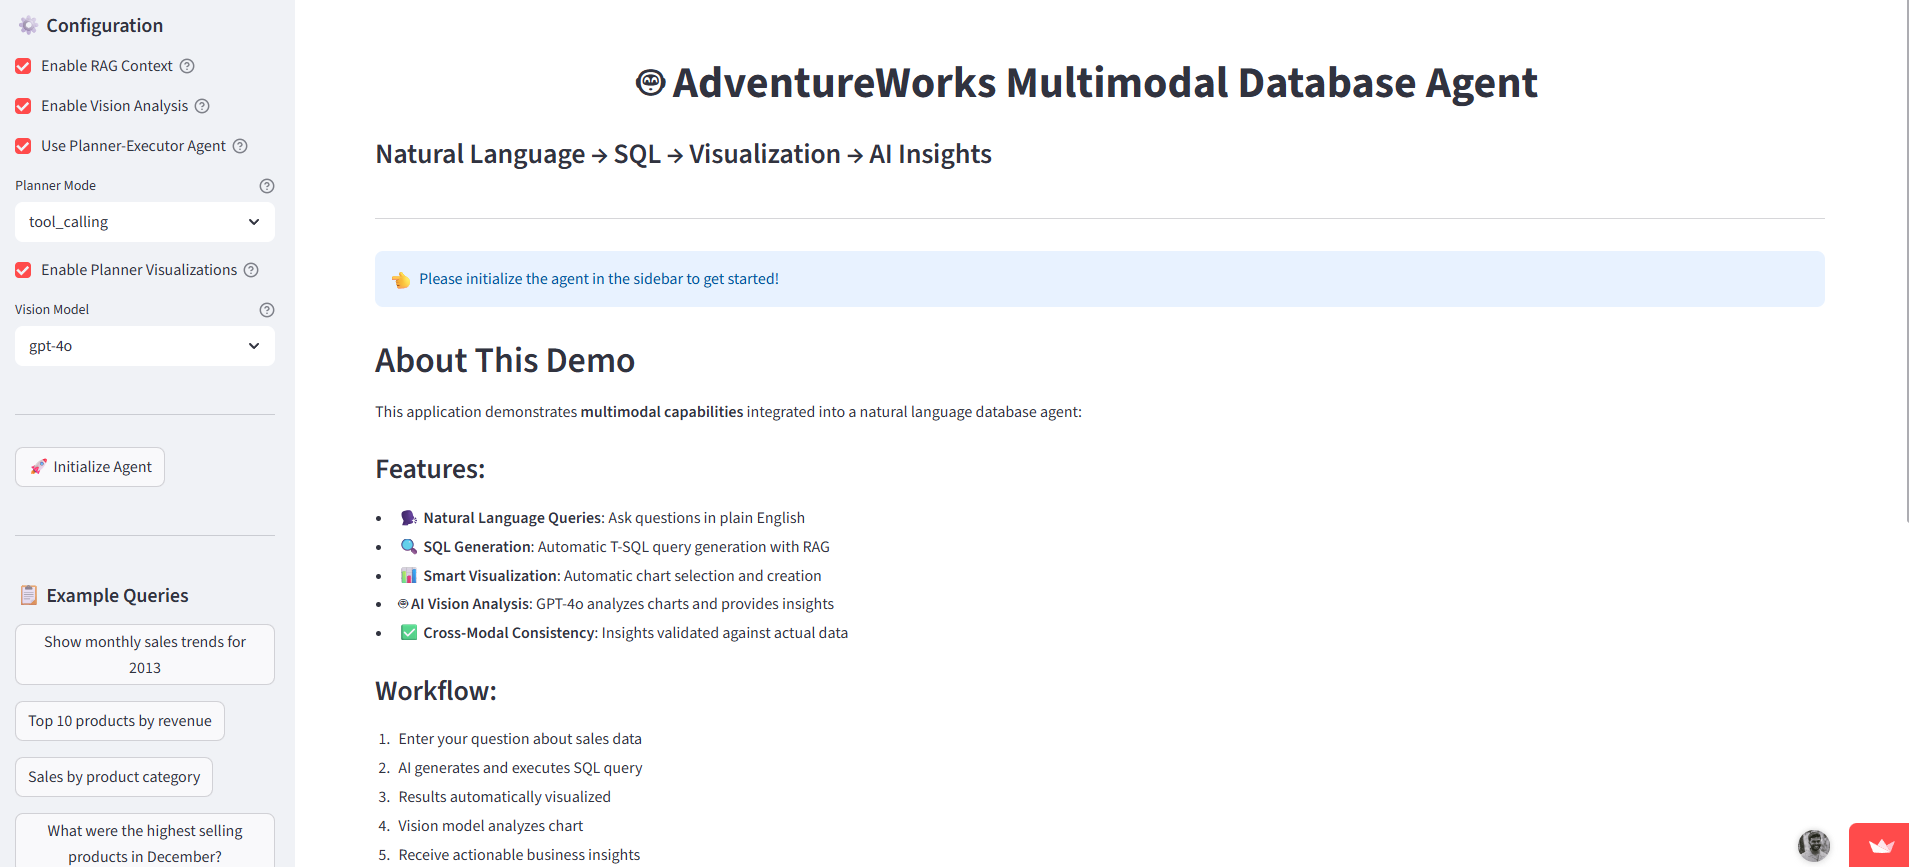 Configuration
Enable RAG Context
Enable Vision Analysis
Use Planner-Executor Agent
Planner Mode
tool_calling
Enable Planner Visualizations
Vision Model
gpt-4o
Initialize Agent
Example Queries
Show monthly sales trends for
2013
Top 10 products by revenue
Sales by product category
What were the highest selling
products in December?
AdventureWorks Multimodal Database Agent
Natural Language → SQL → Visualization → AI Insights
Please initialize the agent in the sidebar to get started!
About This Demo
This application demonstrates multimodal capabilities integrated into a natural language database agent:
Features:
• Natural Language Queries: Ask questions in plain English
• SQL Generation: Automatic T-SQL query generation with RAG
• Smart Visualization: Automatic chart selection and creation
• AI Vision Analysis: GPT-4o analyzes charts and provides insights
• Cross-Modal Consistency: Insights validated against actual data
Workflow:
1. Enter your question about sales data
2. AI generates and executes SQL query
3. Results automatically visualized
4. Vision model analyzes chart
5. Receive actionable business insights